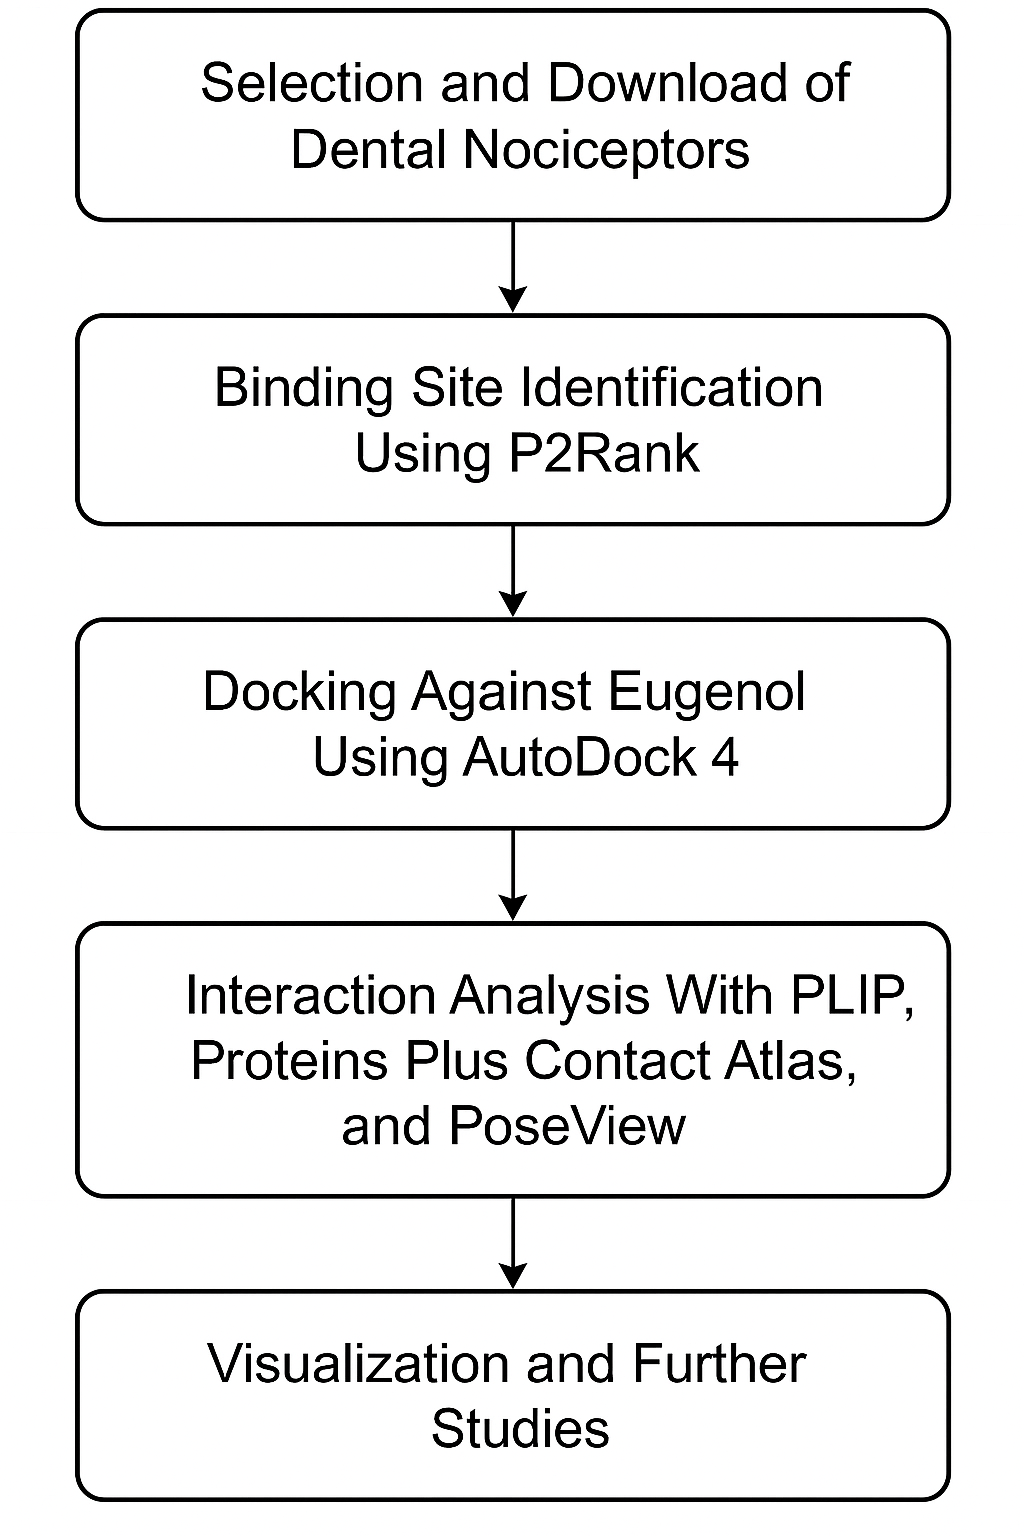 Selection and Download of
Dental Nociceptors
Binding Site Identification
Using P2Rank
Docking Against Eugenol
Using AutoDock 4
Interaction Analysis With PLIP,
Proteins Plus Contact Atlas,
and PoseView
Visualization and Further
Studies